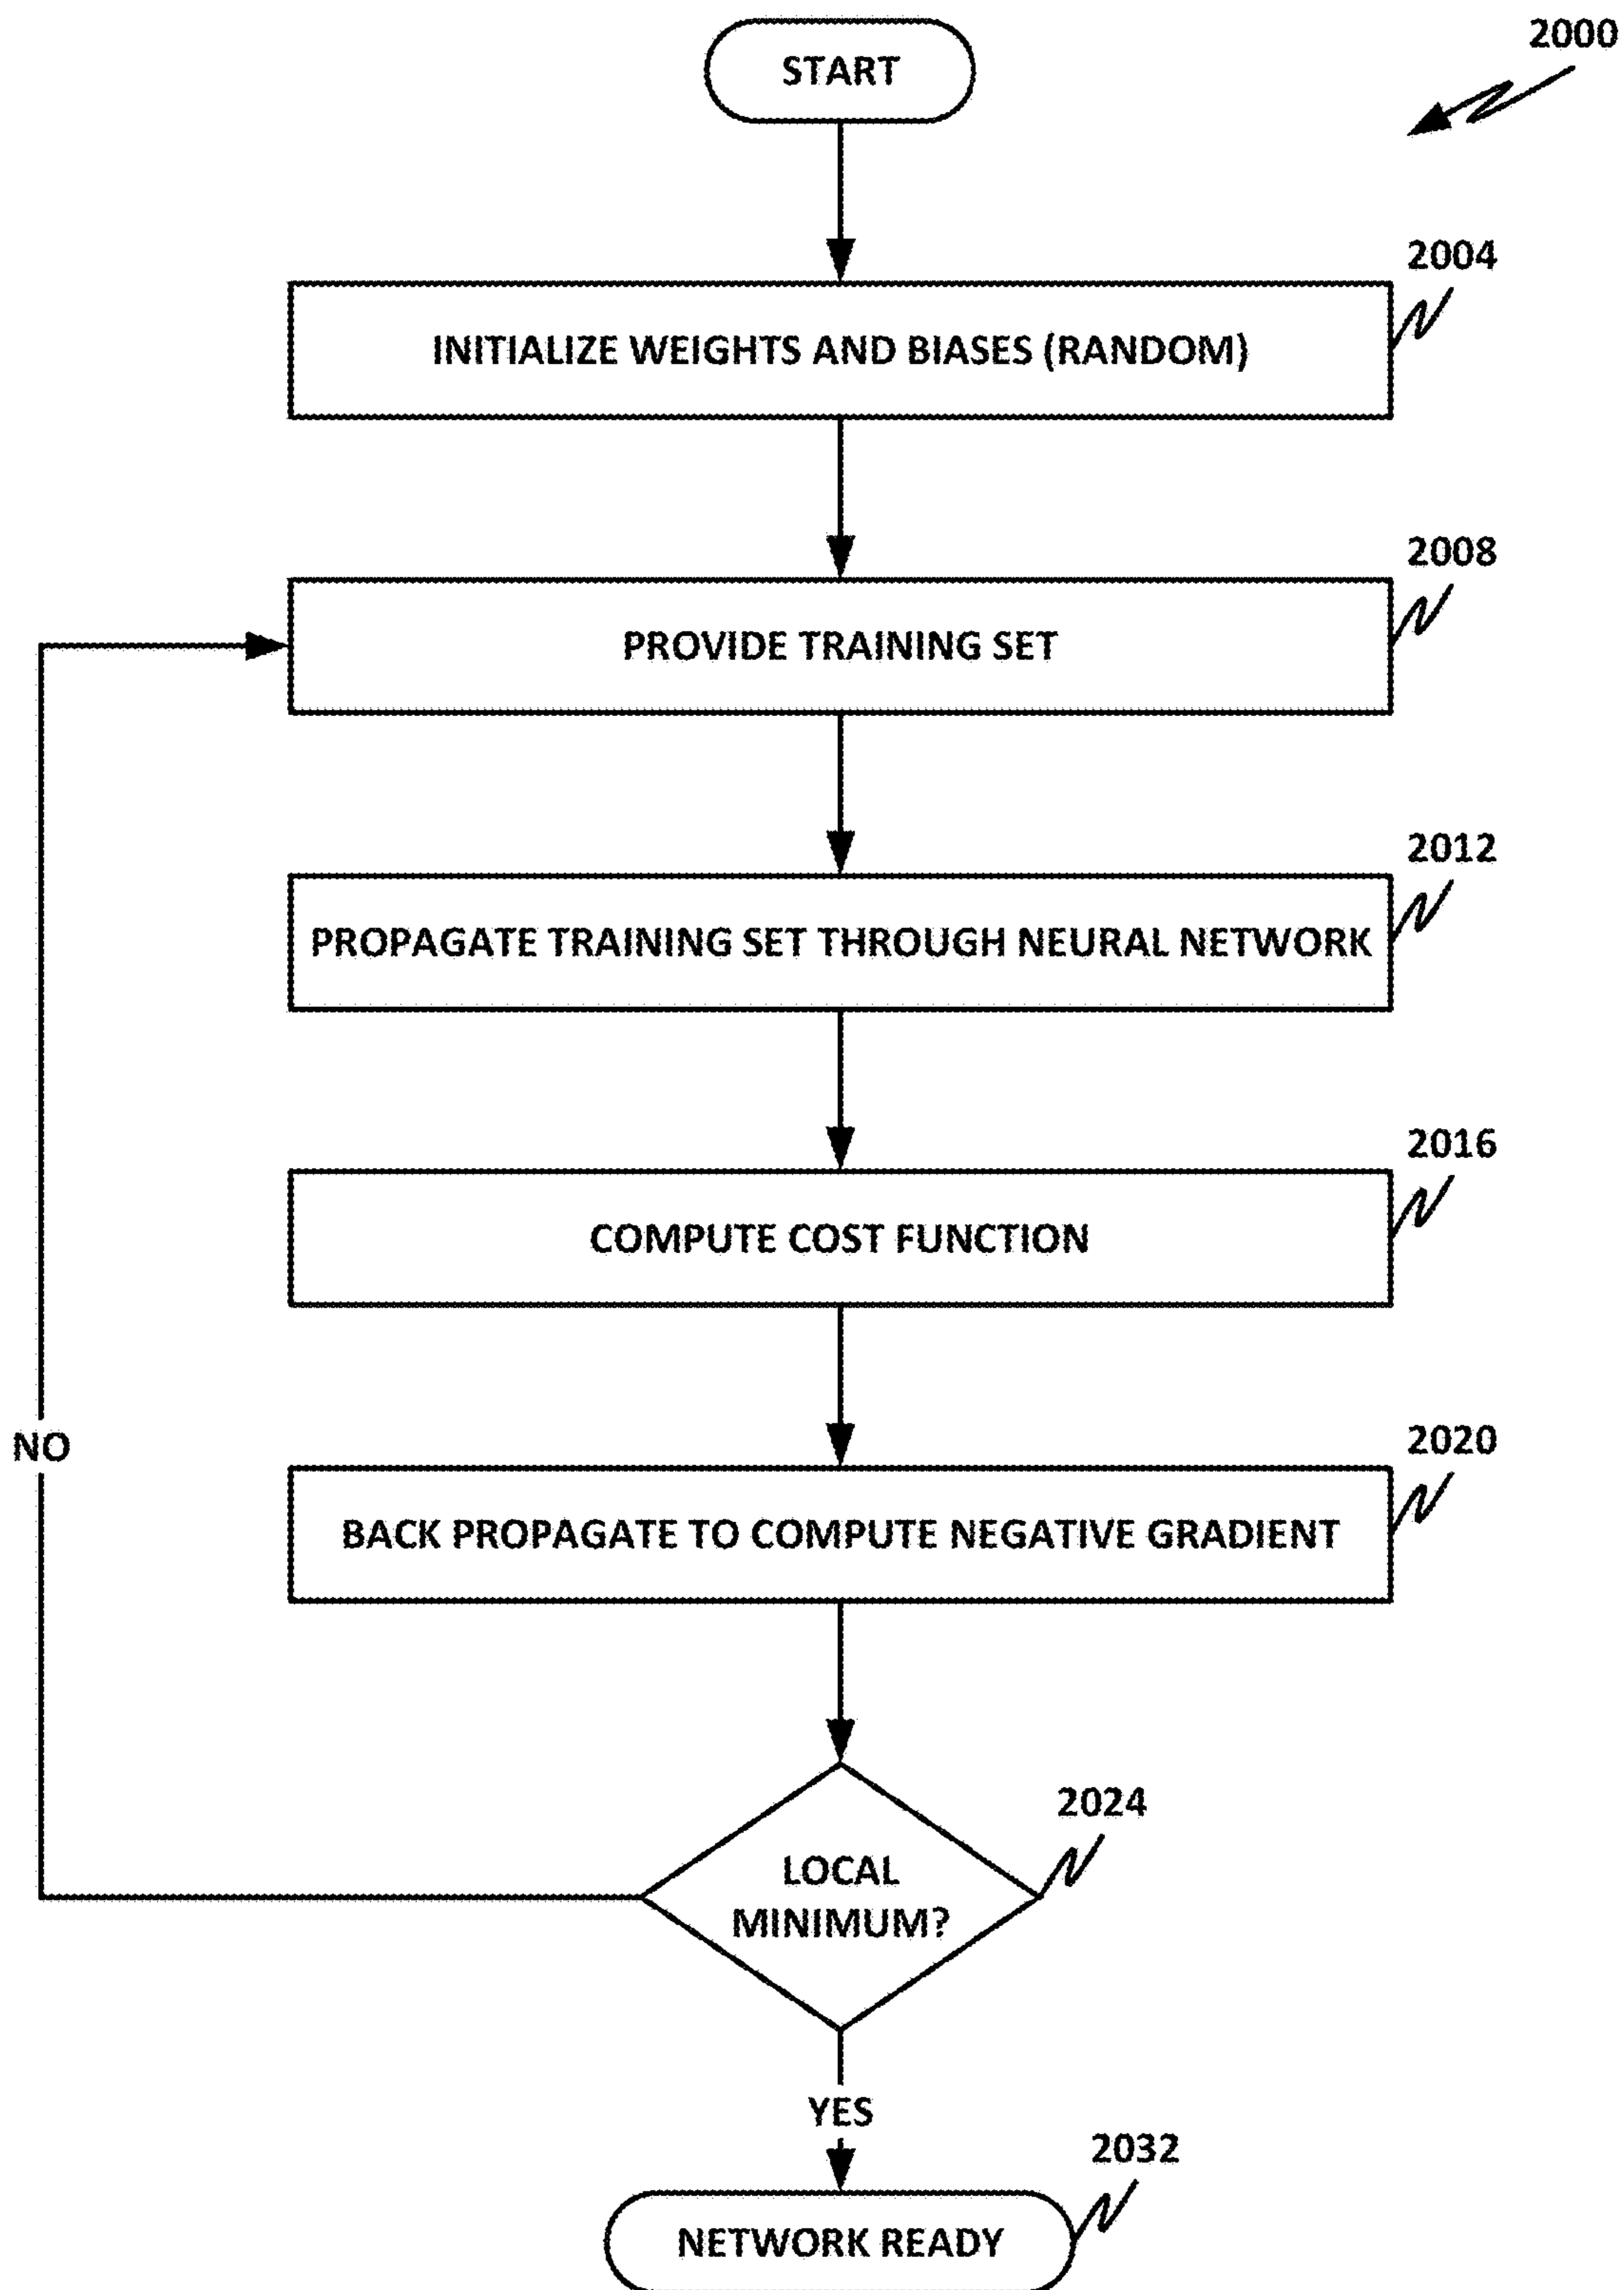 2000
START
2004
INITIALIZE WEIGHTS AND BIASES (RANDOM)
2008
PROVIDE TRAINING SET
2012
PROPAGATE TRAINING SET THROUGH NEURAL NETWORK
2016
COMPUTE COST FUNCTION
NO
2020
BACK PROPAGATE TO COMPUTE NEGATIVE GRADIENT
2024
LOCAL
MINIMUM?
YES
2032
NETWORK READY